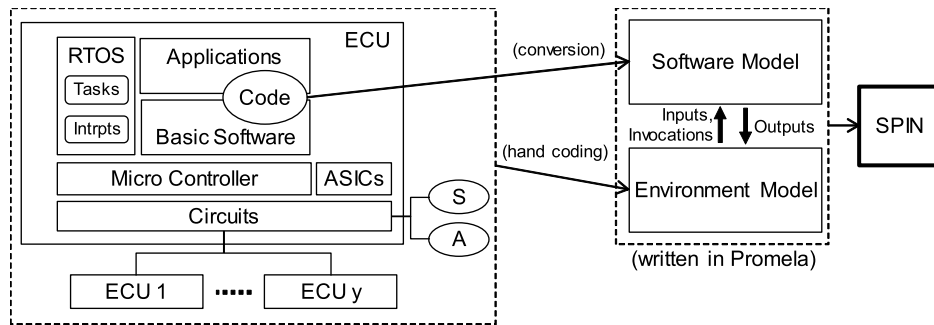 ECU
RTOS
Tasks
Intrpts
Applications
Code
Basic Software
Micro Controller
ASICs
Circuits
S
A
ECU 1
ECU y
(conversion)
(hand coding)
Software Model
Inputs,
Invocations
Outputs
Environment Model
(written in Promela)
SPIN